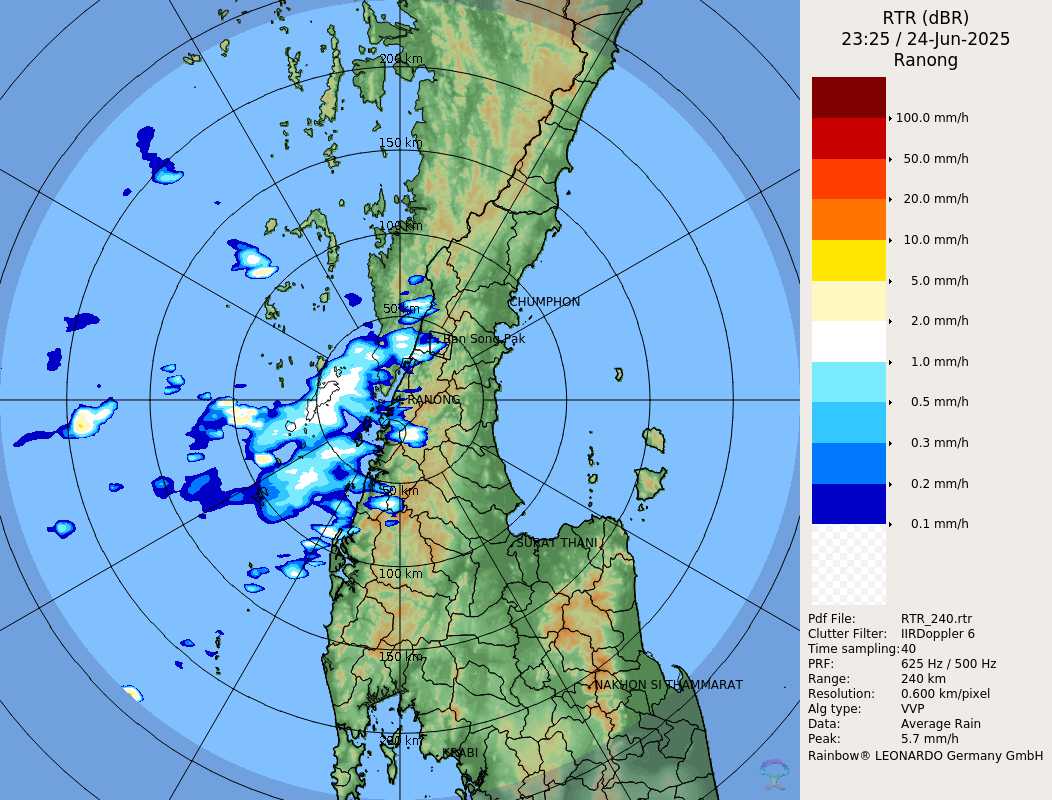 RTR (dBR)
23:25 / 24-Jun-2025
Ranong
200 km
150 km
100 km
50 km
CHUMPHON
Ban Song Pak
RANONG
50 km
SURAT THANI
100 km
150 km
NAKHON SI THAMMARAT
200 km
KRABI
100.0 mm/h
50.0 mm/h
20.0 mm/h
10.0 mm/h
5.0 mm/h
2.0 mm/h
1.0 mm/h
0.5 mm/h
0.3 mm/h
0.2 mm/h
0.1 mm/h
Pdf File: RTR_240.rtr
Clutter Filter: IIRDoppler 6
Time sampling:40
PRF: 625 Hz / 500 Hz
Range: 240 km
Resolution: 0.600 km/pixel
Alg type: VVP
Data: Average Rain
Peak: 5.7 mm/h
Rainbow® LEONARDO Germany GmbH